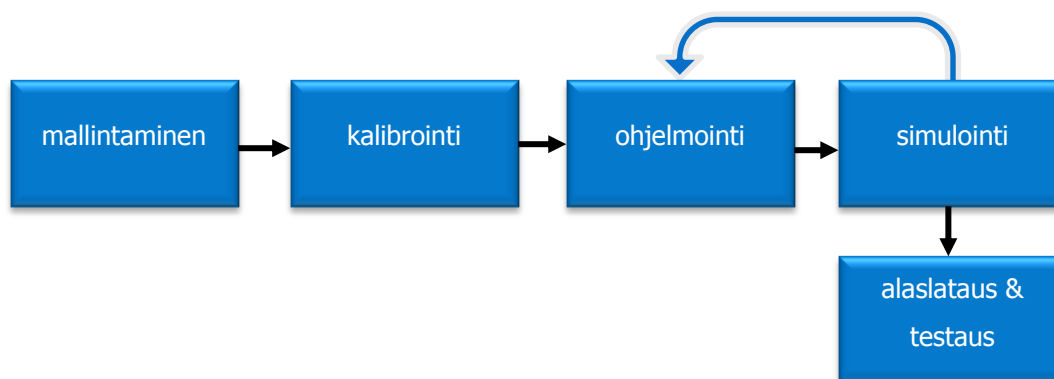 mallintaminen
kalibrointi
ohjelmointi
simulointi
alaslataus &
testaus